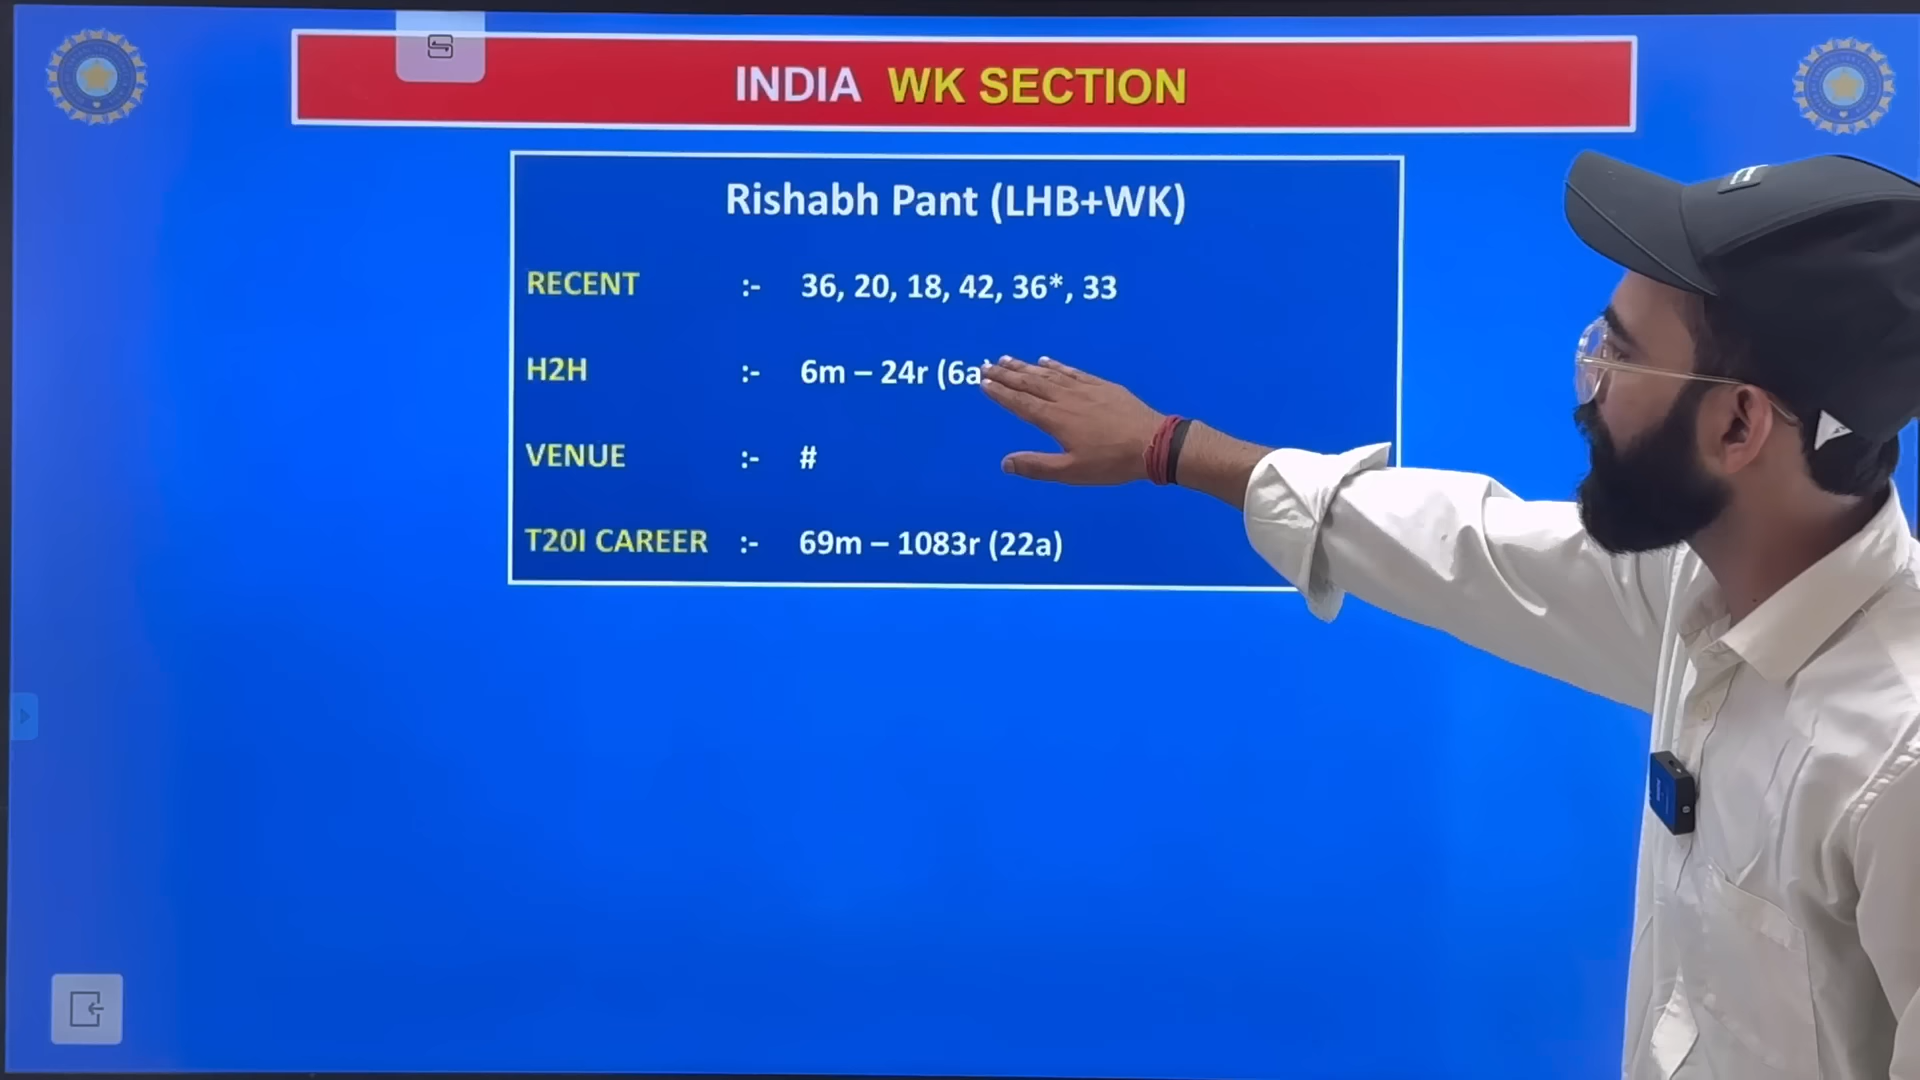 INDIA WK SECTION
Rishabh Pant (LHB+WK)
RECENT :- 36, 20, 18, 42, 36*, 33
H2H :- 6m – 24r (6a
VENUE :- #
T20I CAREER :- 69m – 1083r (22a)